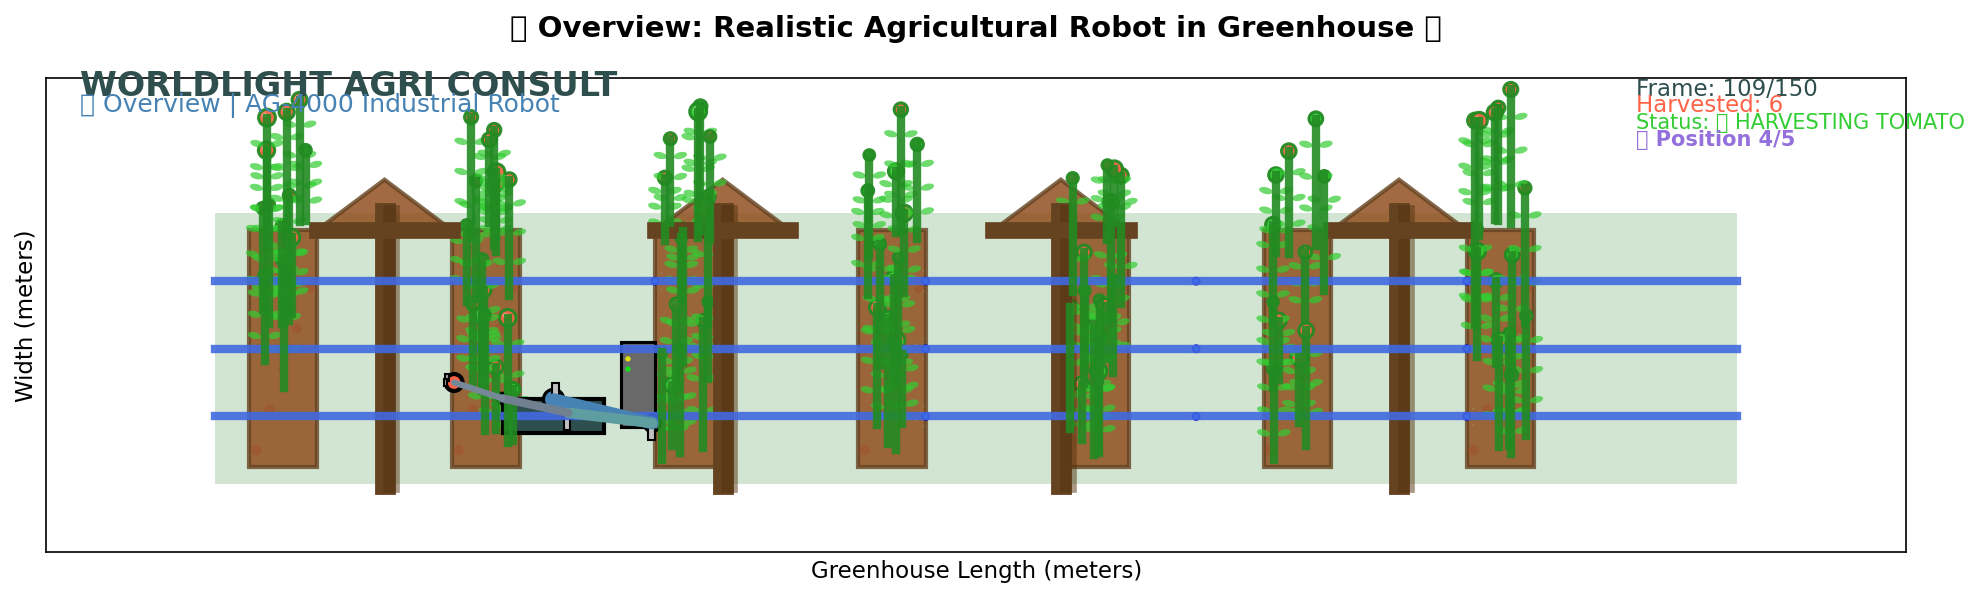 ▯ Overview: Realistic Agricultural Robot in Greenhouse ▯
WORLDLIGHT AGRI CONSULT
▯ Overview | AG-4000 Industrial Robot
Frame: 109/150
Harvested: 6
Status: ▯ HARVESTING TOMATO
▯ Position 4/5
Width (meters)
Greenhouse Length (meters)